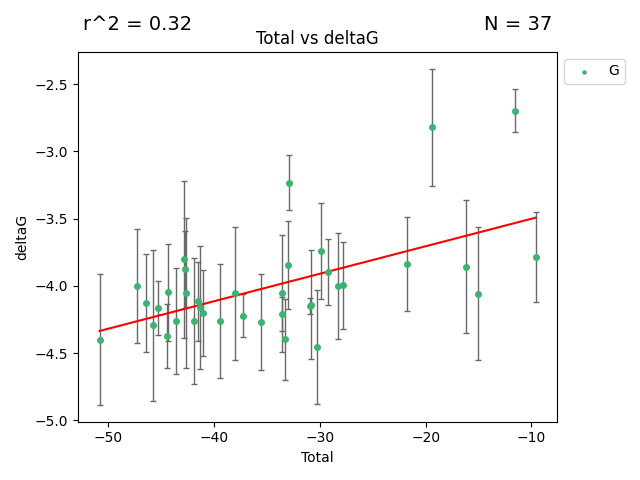 r^2 = 0.32
N = 37
Total vs deltaG
G
−2.5
−3.0
−3.5
−4.0
−4.5
−5.0
deltaG
−50
−40
−30
−20
−10
Total